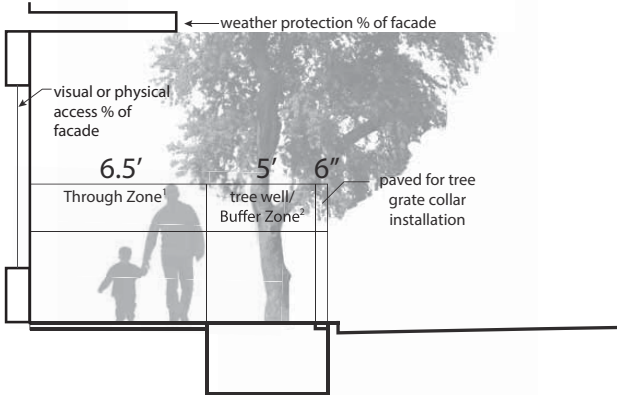 weather protection % of facade
visual or physical
access % of
facade
6.5’ 5’ 6”
Through Zone¹
tree well/
Buffer Zone²
paved for tree
grate collar
installation